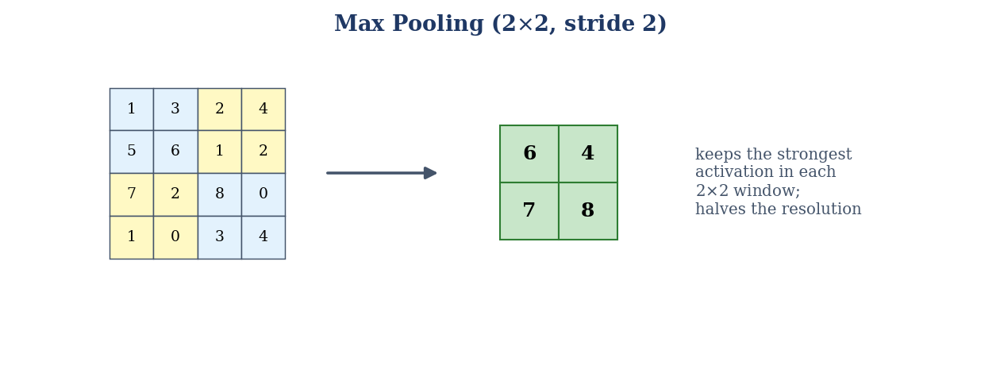 Max Pooling (2×2, stride 2)
1 3 2 4
5 6 1 2
7 2 8 0
1 0 3 4
6 4
7 8
keeps the strongest
activation in each
2×2 window;
halves the resolution